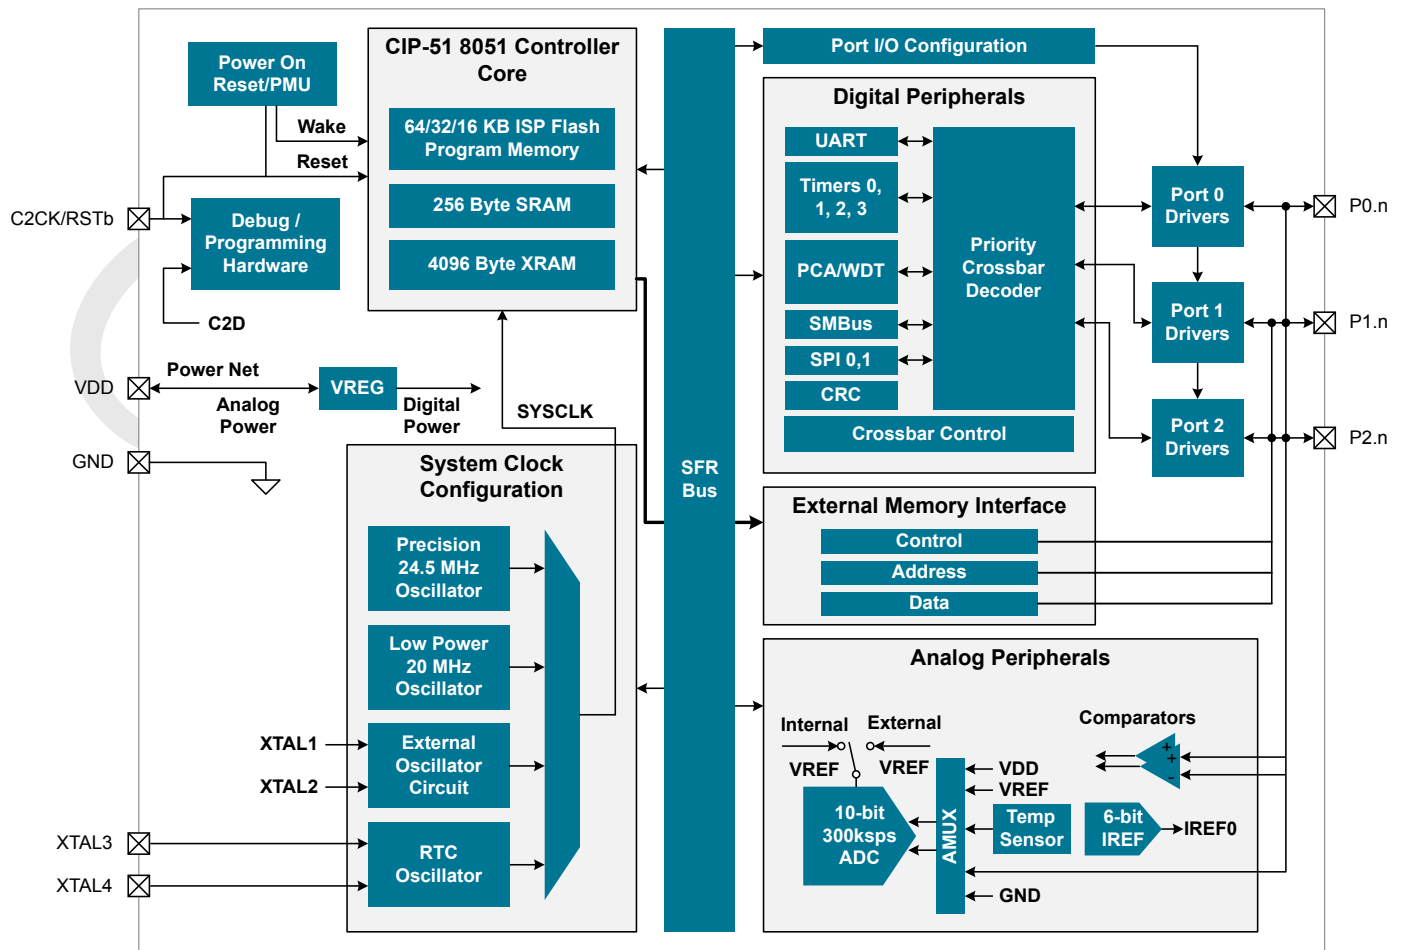 CIP-51 8051 Controller
Core
64/32/16 KB ISP Flash
Program Memory
256 Byte SRAM
4096 Byte XRAM
Power On
Reset/PMU
Wake
Reset
C2CK/RSTb
Debug /
Programming
Hardware
C2D
VDD
Power Net
Analog
Power
VREG
Digital
Power
SYSCLK
GND
System Clock
Configuration
Precision
24.5 MHz
Oscillator
Low Power
20 MHz
Oscillator
XTAL1
XTAL2
External
Oscillator
Circuit
XTAL3
XTAL4
RTC
Oscillator
SFR
Bus
Port I/O Configuration
Digital Peripherals
UART
Timers 0,
1, 2, 3
PCA/WDT
SMBus
SPI 0,1
CRC
Priority
Crossbar
Decoder
Crossbar Control
Port 0
Drivers
P0.n
Port 1
Drivers
P1.n
Port 2
Drivers
P2.n
External Memory Interface
Control
Address
Data
Analog Peripherals
Internal
External
VREF
VREF
10-bit
300ksps
ADC
AMUX
VDD
VREF
Temp
Sensor
GND
Comparators
+
+
-
6-bit
IREF
IREF0